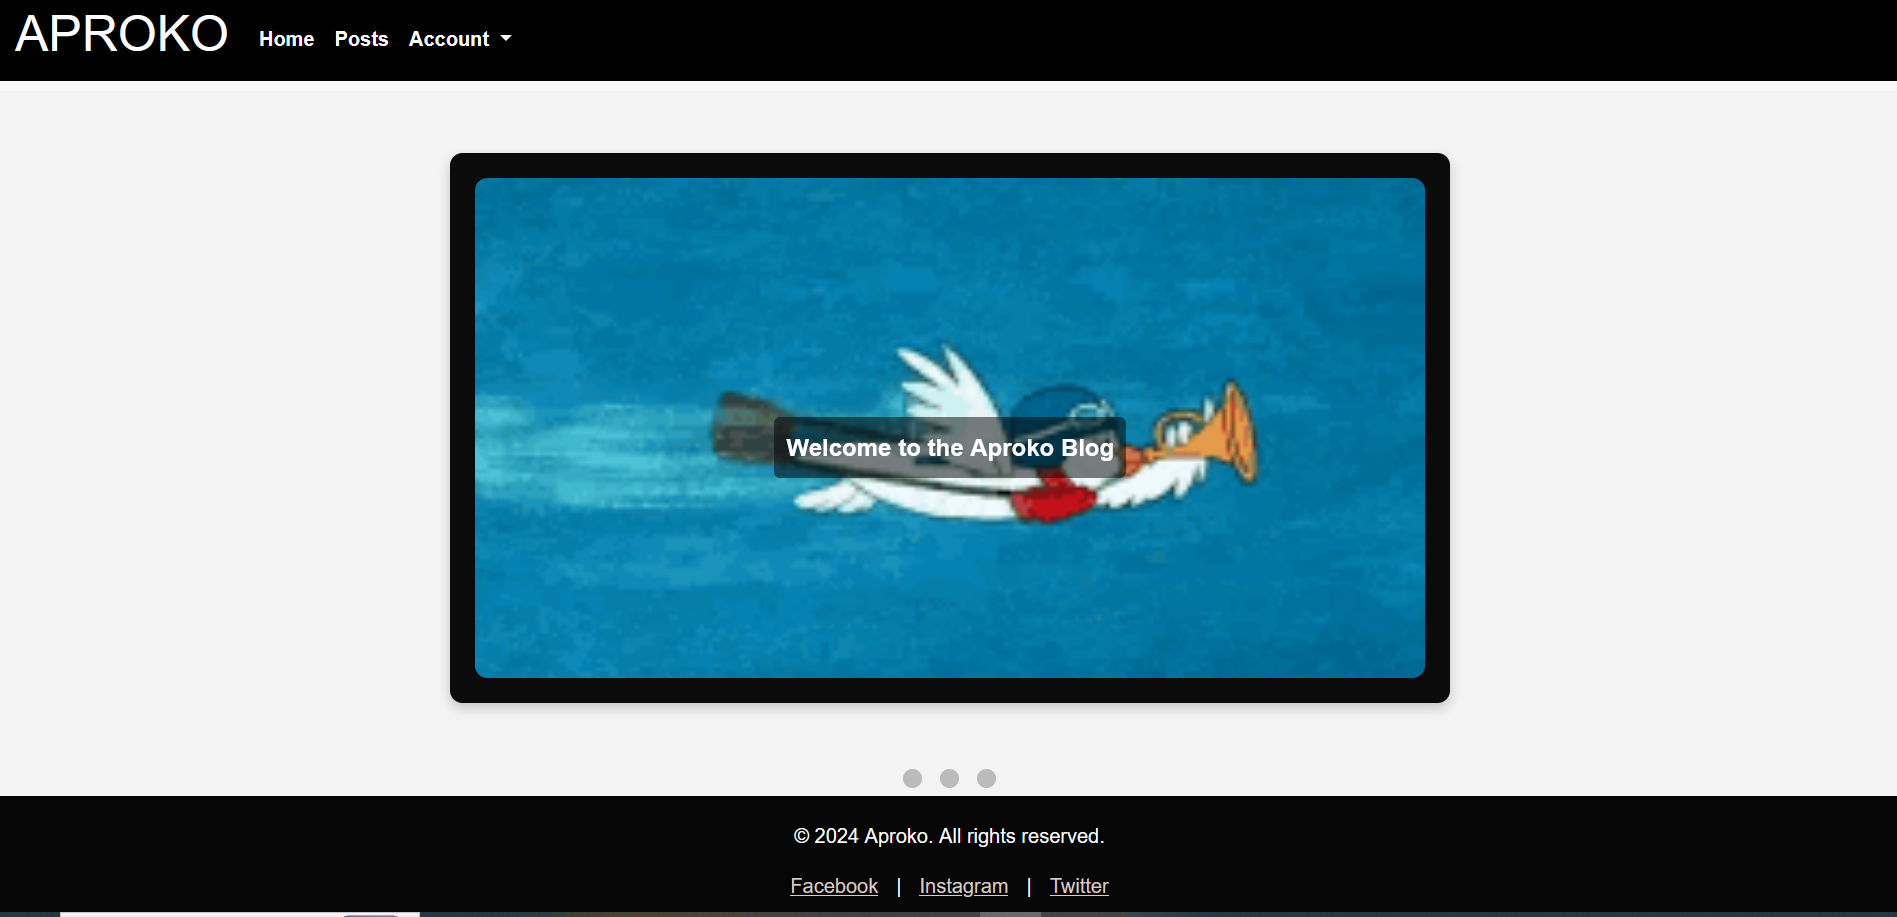 APROKO Home Posts Account
Welcome to the Aproko Blog
© 2024 Aproko. All rights reserved.
Facebook | Instagram | Twitter